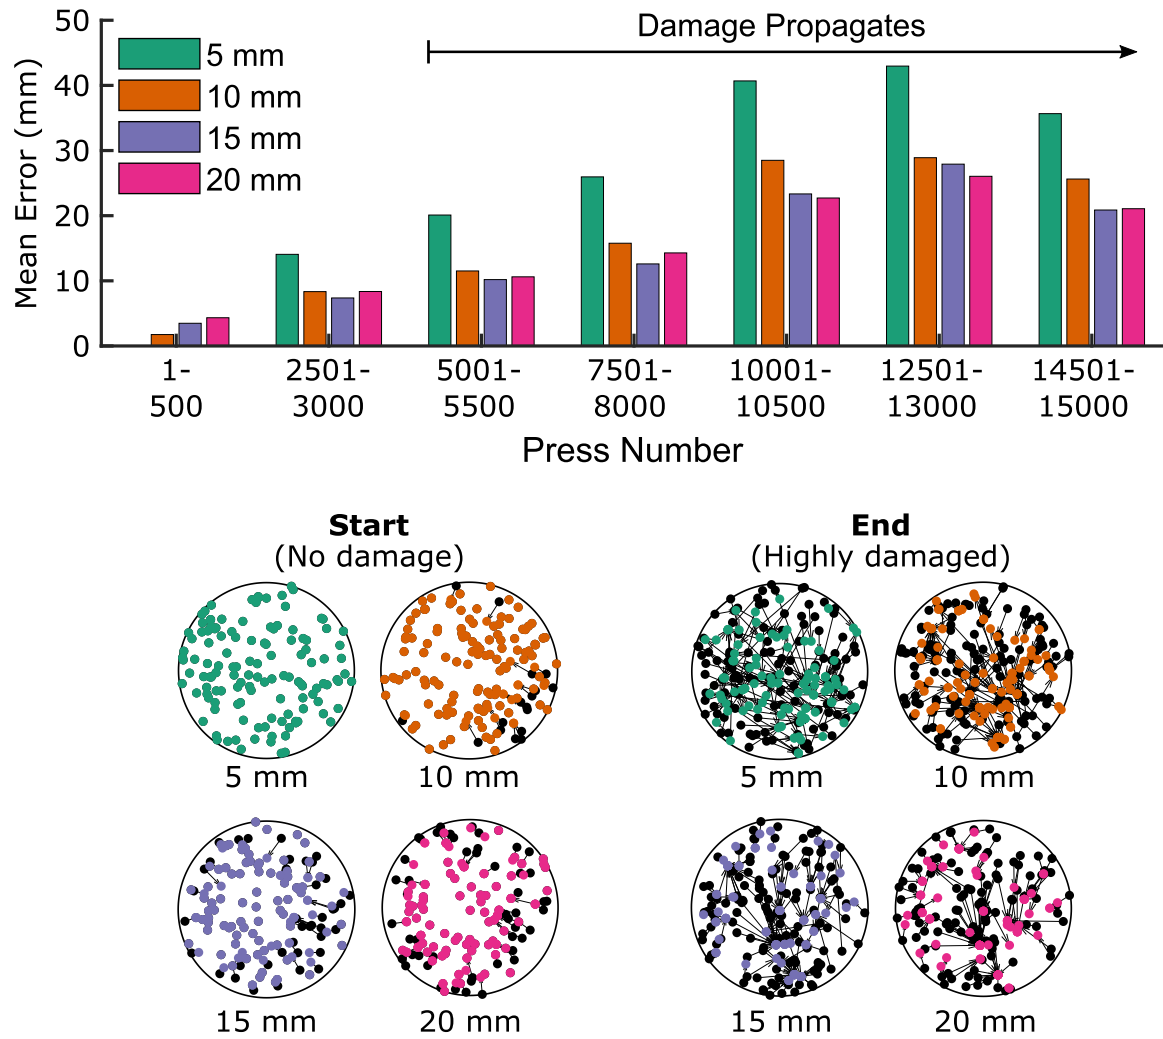 Damage Propagates
50
40
30
20
10
0
Mean Error (mm)
5 mm
10 mm
15 mm
20 mm
1-
500
2501-
3000
5001-
5500
7501-
8000
10001-
10500
12501-
13000
14501-
15000
Press Number
Start
(No damage)
End
(Highly damaged)
5 mm
10 mm
5 mm
10 mm
15 mm
20 mm
15 mm
20 mm